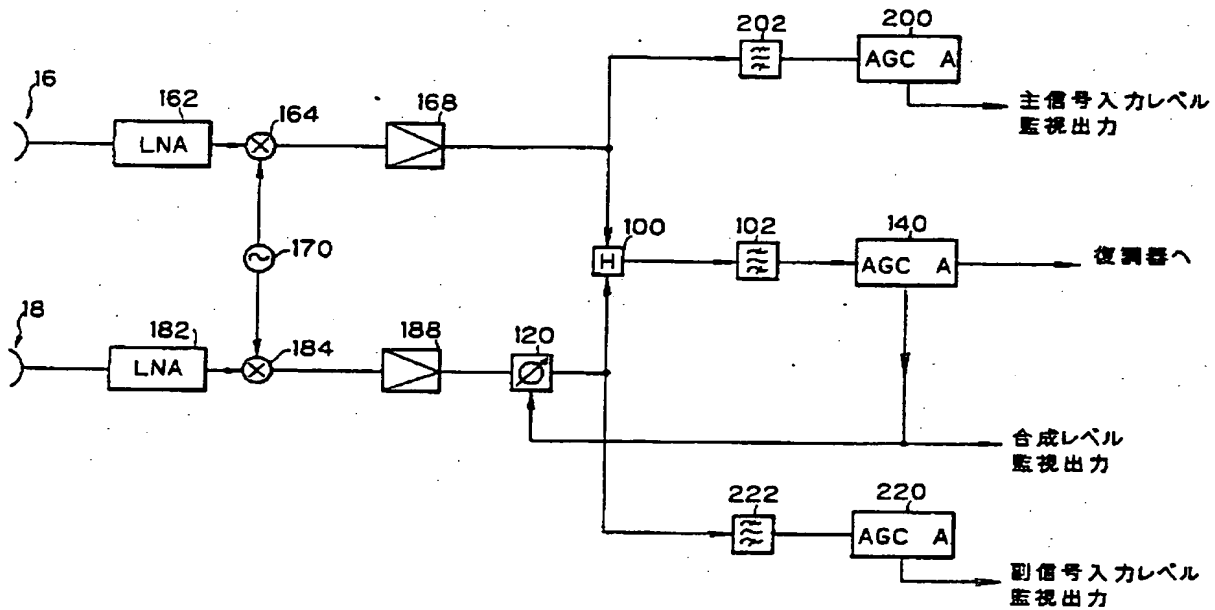 202
200
AGC A
主信号入力レベル
監視出力
16
162
LNA
164
168
170
100
H
102
140
AGC A
復調器へ
18
182
LNA
184
188
120
合成レベル
監視出力
222
220
AGC A
副信号入力レベル
監視出力